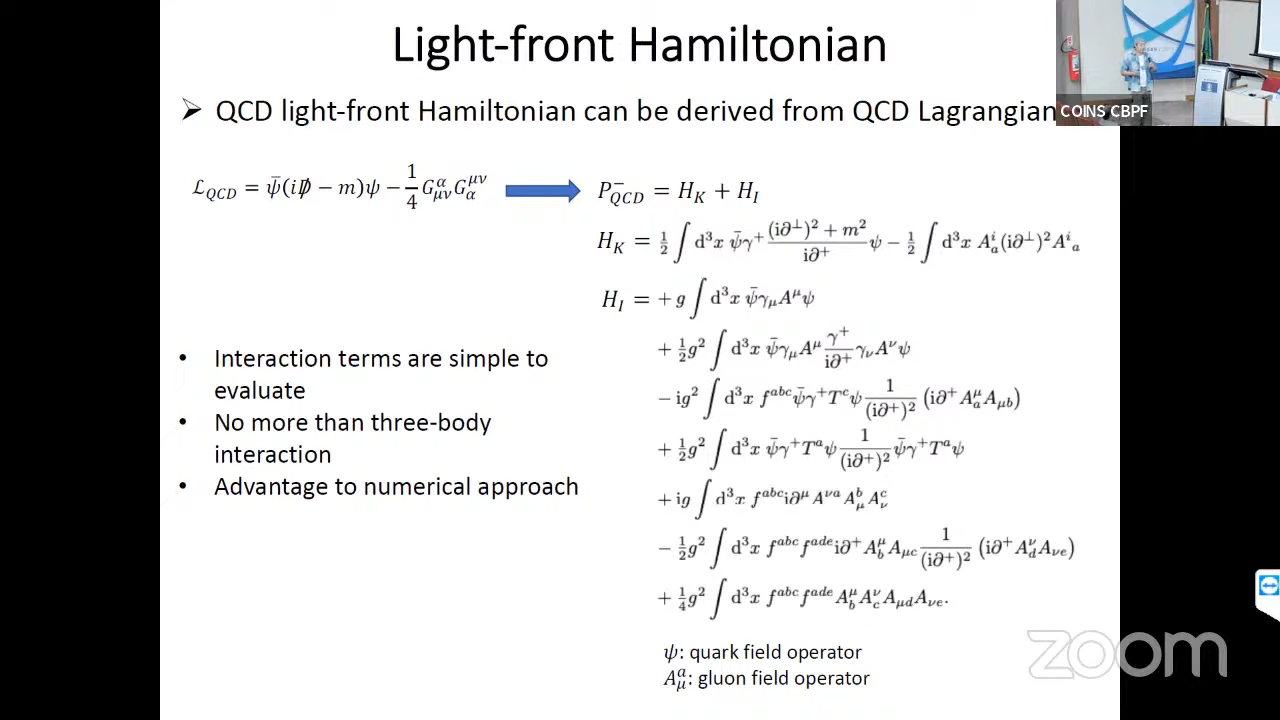 Light-front Hamiltonian
➢ QCD light-front Hamiltonian can be derived from QCD Lagrangian
COINS CBPF
ℒ_QCD = ψ̄(iD̸ − m)ψ − 1/4 G^α_μν G_α^μν
P⁻_QCD = H_K + H_I
H_K = ½ ∫ d³x ψ̄γ⁺ ((i∂^⊥)² + m²)/(i∂⁺) ψ − ½ ∫ d³x A^i_a (i∂^⊥)² A^i_a
H_I = + g ∫ d³x ψ̄γ_μ A^μ ψ
+ ½g² ∫ d³x ψ̄γ_μ A^μ γ⁺/(i∂⁺) γ_ν A^ν ψ
− ig² ∫ d³x f^abc ψ̄γ⁺T^c ψ 1/(i∂⁺)² (i∂⁺ A^μ_a A_μb)
+ ½g² ∫ d³x ψ̄γ⁺T^a ψ 1/(i∂⁺)² ψ̄γ⁺T^a ψ
+ ig ∫ d³x f^abc i∂^μ A^νa A^b_μ A^c_ν
− ½g² ∫ d³x f^abc f^ade i∂⁺ A^μ_b A_μc 1/(i∂⁺)² (i∂⁺ A^ν_d A_νe)
+ ¼g² ∫ d³x f^abc f^ade A^μ_b A^ν_c A_μd A_νe.
• Interaction terms are simple to
evaluate
• No more than three-body
interaction
• Advantage to numerical approach
ψ: quark field operator
A^a_μ: gluon field operator
zoom